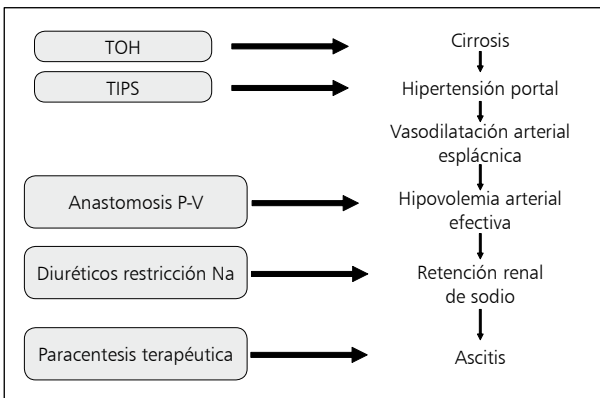 TOH
Cirrosis
TIPS
Hipertensión portal
Vasodilatación arterial
esplácnica
Anastomosis P-V
Hipovolemia arterial
efectiva
Diuréticos restricción Na
Retención renal
de sodio
Paracentesis terapéutica
Ascitis